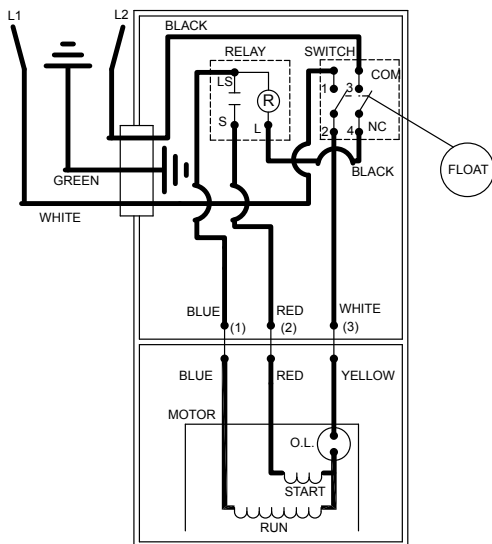 L1
L2
BLACK
RELAY
SWITCH
LS
COM
1
3
R
S
L
2
4
NC
BLACK
FLOAT
GREEN
WHITE
BLUE
RED
WHITE
(1)
(2)
(3)
BLUE
RED
YELLOW
MOTOR
O.L.
START
RUN